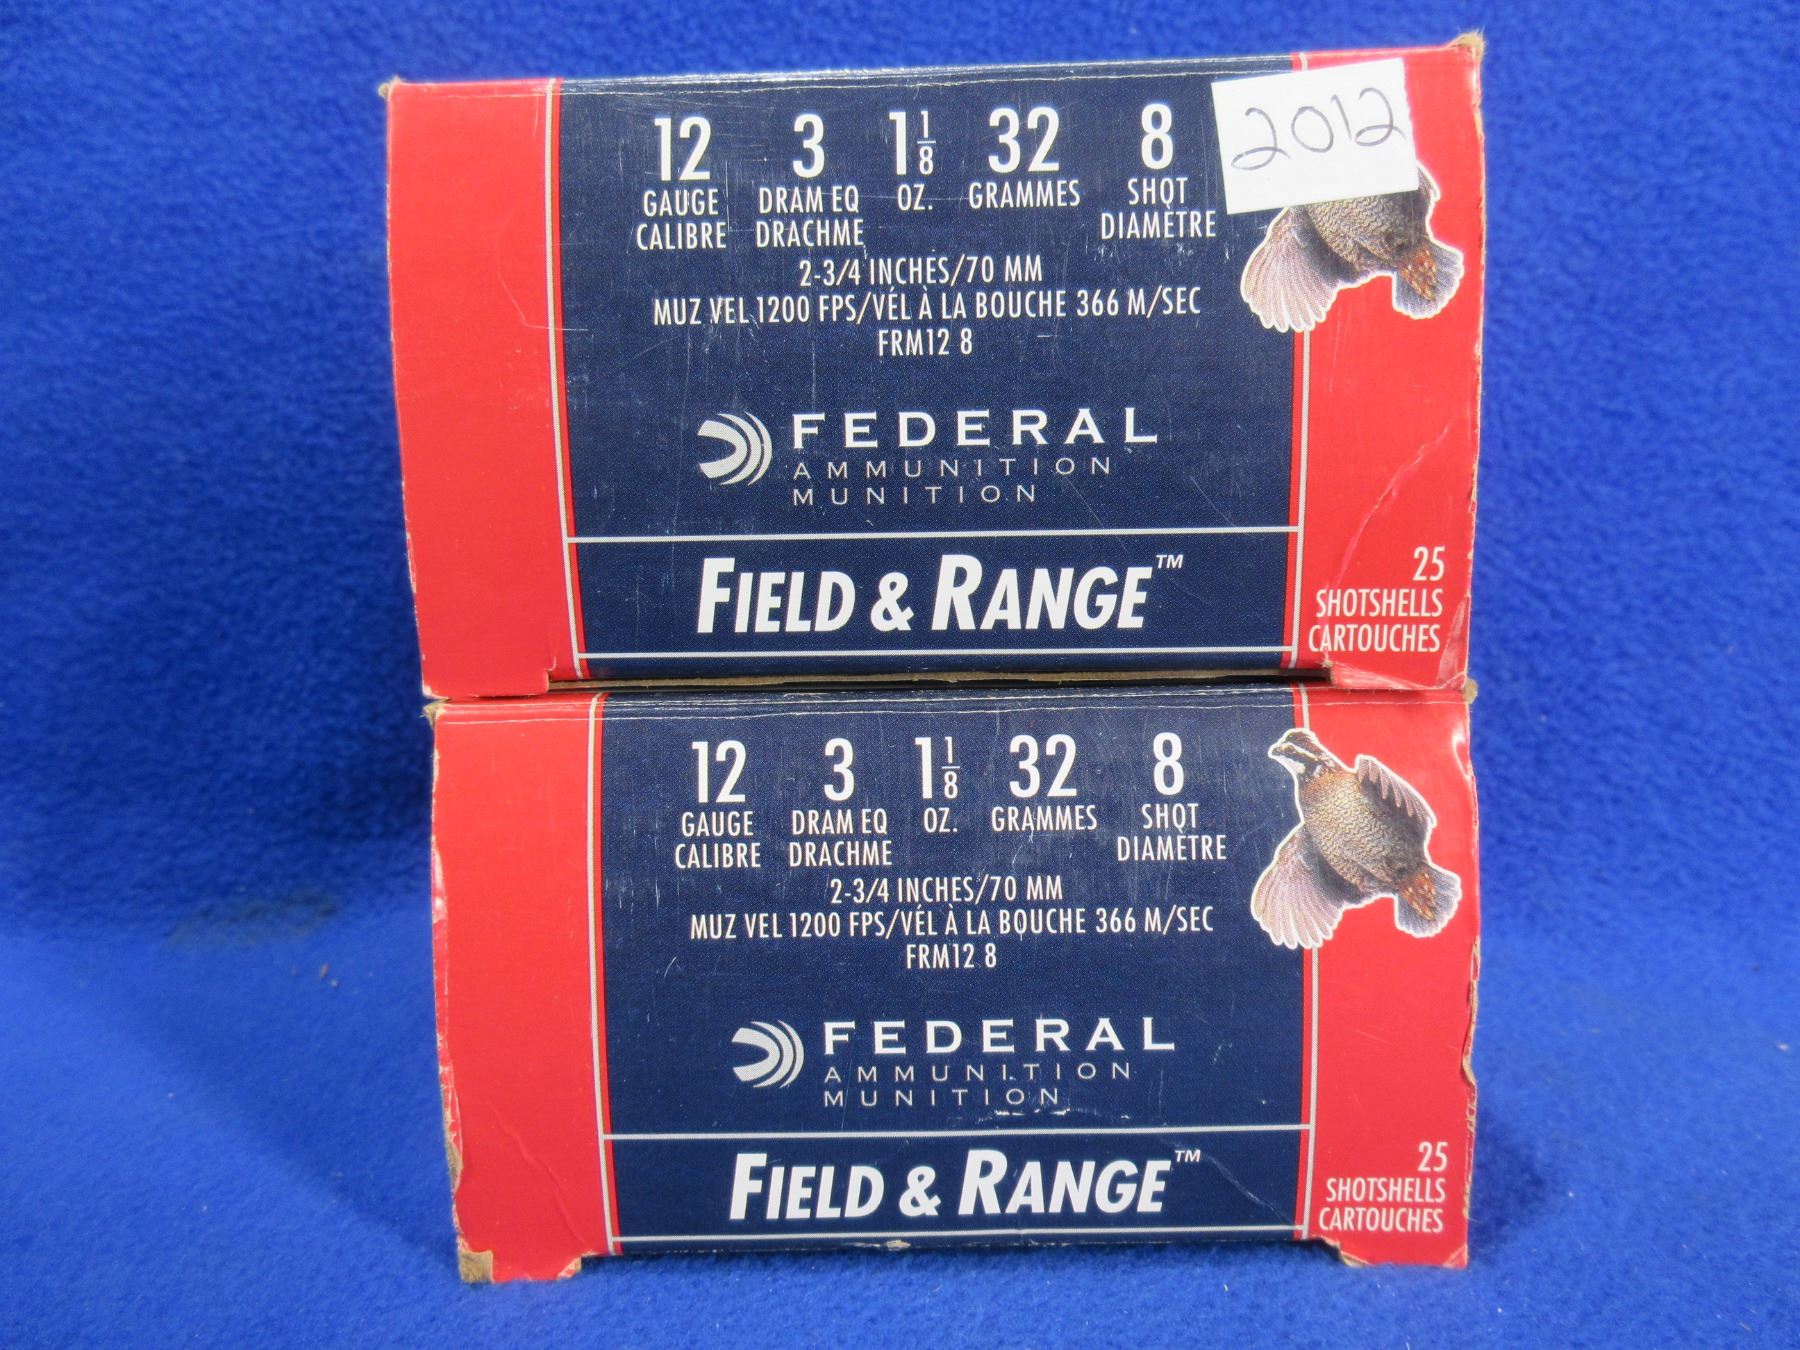 2012
12 3 1 1/8 32 8
GAUGE DRAM EQ OZ. GRAMMES SHOT
CALIBRE DRACHME DIAMÈTRE
2-3/4 INCHES/70 MM
MUZ VEL 1200 FPS/VÉL À LA BOUCHE 366 M/SEC
FRM12 8
FEDERAL
AMMUNITION
MUNITION
FIELD & RANGE™
25
SHOTSHELLS
CARTOUCHES
12 3 1 1/8 32 8
GAUGE DRAM EQ OZ. GRAMMES SHOT
CALIBRE DRACHME DIAMÈTRE
2-3/4 INCHES/70 MM
MUZ VEL 1200 FPS/VÉL À LA BOUCHE 366 M/SEC
FRM12 8
FEDERAL
AMMUNITION
MUNITION
FIELD & RANGE™
25
SHOTSHELLS
CARTOUCHES